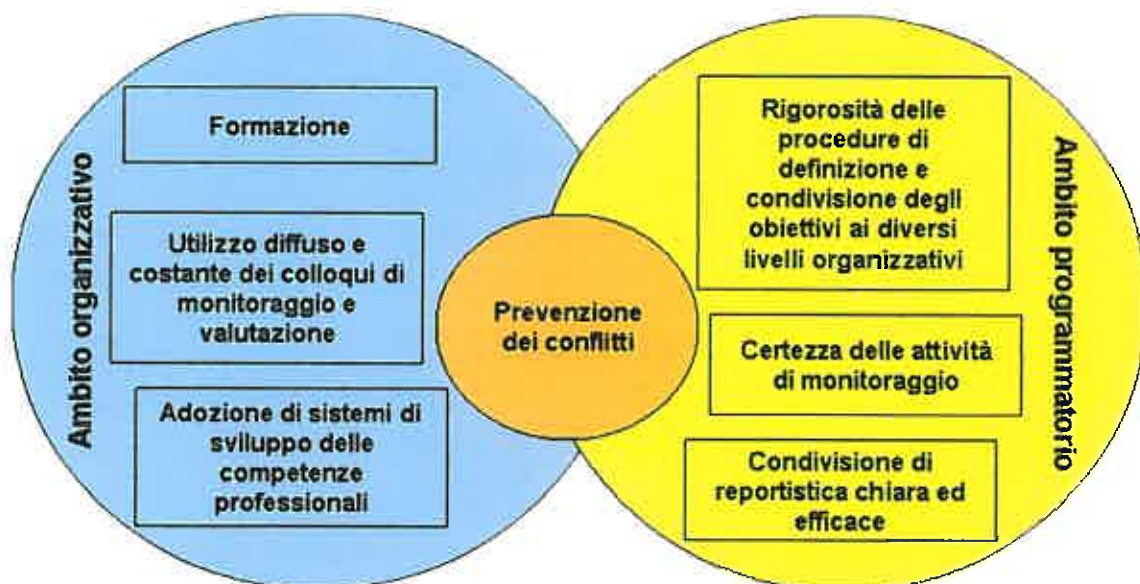 Ambito organizzativo
Formazione
Utilizzo diffuso e
costante dei colloqui di
monitoraggio e
valutazione
Adozione di sistemi di
sviluppo delle
competenze
professionali
Prevenzione
dei conflitti
Rigorosità delle
procedure di
definizione e
condivisione degli
obiettivi ai diversi
livelli organizzativi
Certezza delle attività
di monitoraggio
Condivisione di
reportistica chiara ed
efficace
Ambito programmatorio